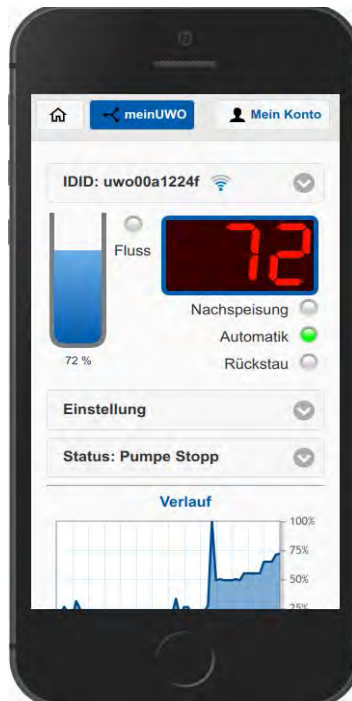 meinUWO
Mein Konto
IDID: uwo00a1224f
Fluss
72
Nachspeisung
Automatik
Rückstau
72 %
Einstellung
Status: Pumpe Stopp
Verlauf
100%
75%
50%
25%